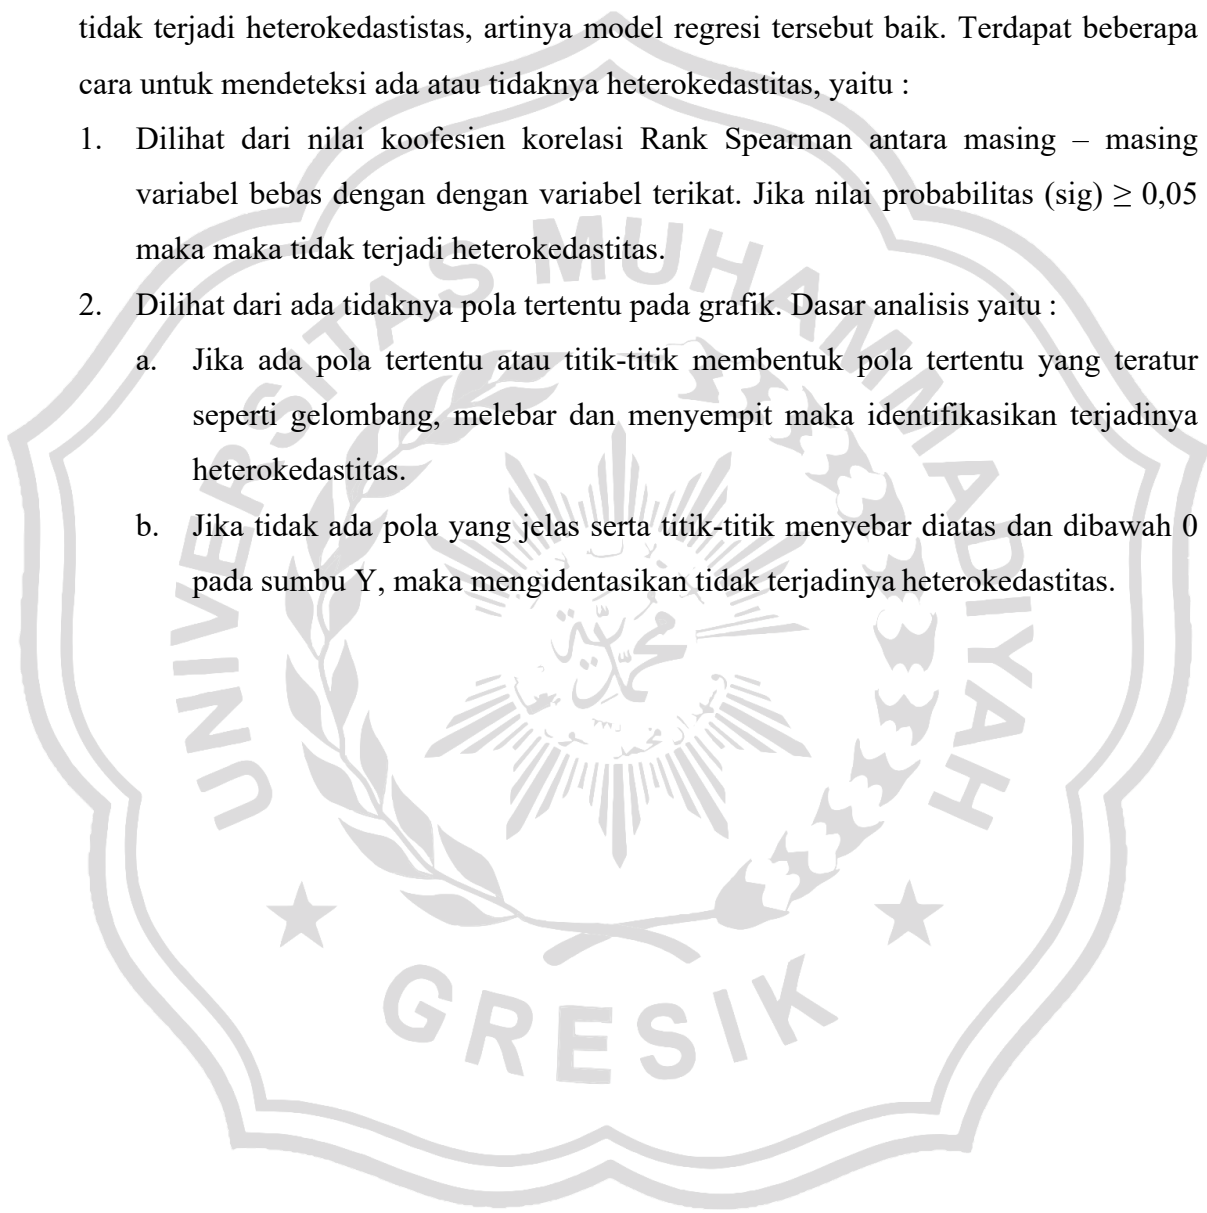 tidak terjadi heterokedastistas, artinya model regresi tersebut baik. Terdapat beberapa
cara untuk mendeteksi ada atau tidaknya heterokedastitas, yaitu :
1. Dilihat dari nilai koofesien korelasi Rank Spearman antara masing – masing
variabel bebas dengan dengan variabel terikat. Jika nilai probabilitas (sig) ≥ 0,05
maka maka tidak terjadi heterokedastitas.
2. Dilihat dari ada tidaknya pola tertentu pada grafik. Dasar analisis yaitu :
a. Jika ada pola tertentu atau titik-titik membentuk pola tertentu yang teratur
seperti gelombang, melebar dan menyempit maka identifikasikan terjadinya
heterokedastitas.
b. Jika tidak ada pola yang jelas serta titik-titik menyebar diatas dan dibawah 0
pada sumbu Y, maka mengidentasikan tidak terjadinya heterokedastitas.
UNIVERSITAS MUHAMMADIYAH
GRESIK